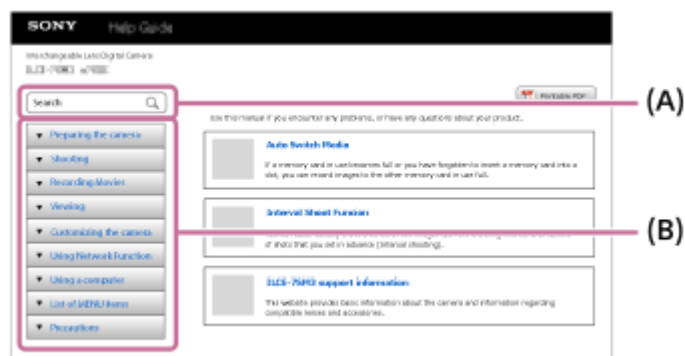 SONY Help Guide
Interchangeable Lens Digital Camera
Search
(A)
Printable PDF
Use this manual if you encounter any problems, or have any questions about your product.
Preparing the camera
Shooting
Recording Movies
Viewing
Customizing the camera
Using Network Function
Using a computer
List of MENU items
Precautions
(B)
Auto Switch Media
If a memory card in use becomes full or you have forgotten to insert a memory card into a
slot, you can record images to the other memory card in use full.
Interval Shoot Funcion
of shots that you set in advance (interval shooting).
support information
This website provides basic information about the camera and information regarding
compatible lenses and accessories.